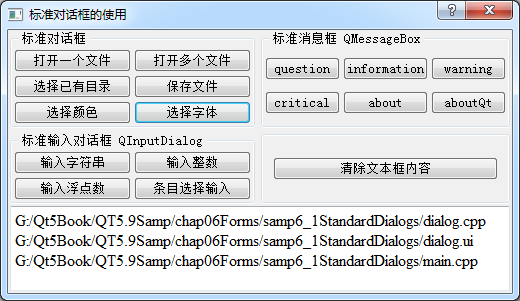 标准对话框的使用
标准对话框
打开一个文件 打开多个文件
选择已有目录 保存文件
选择颜色 选择字体
标准消息框 QMessageBox
question information warning
critical about aboutQt
标准输入对话框 QInputDialog
输入字符串 输入整数
输入浮点数 条目选择输入
清除文本框内容
G:/Qt5Book/QT5.9Samp/chap06Forms/samp6_1StandardDialogs/dialog.cpp
G:/Qt5Book/QT5.9Samp/chap06Forms/samp6_1StandardDialogs/dialog.ui
G:/Qt5Book/QT5.9Samp/chap06Forms/samp6_1StandardDialogs/main.cpp